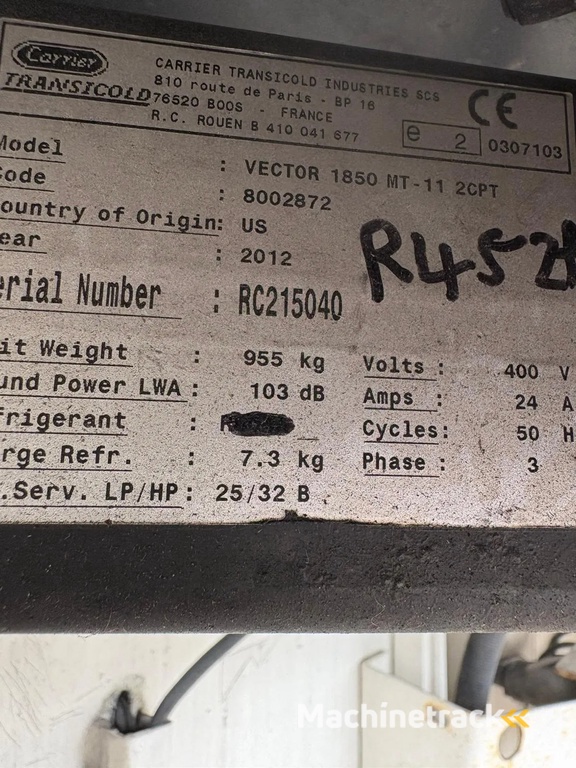 Carrier
TRANSICOLD
CARRIER TRANSICOLD INDUSTRIES SCS
810 route de Paris - BP 16
76520 BOOS - FRANCE
R.C. ROUEN B 410 041 677
CE
e 2 0307103
Model : VECTOR 1850 MT-11 2CPT
ode : 8002872
ountry of Origin: US
ear : 2012
R452
erial Number : RC215040
it Weight : 955 kg
und Power LWA : 103 dB
frigerant :
rge Refr. : 7.3 kg
.Serv. LP/HP : 25/32 B
Volts : 400 V
Amps : 24 A
Cycles: 50 H
Phase : 3
Machinetrack